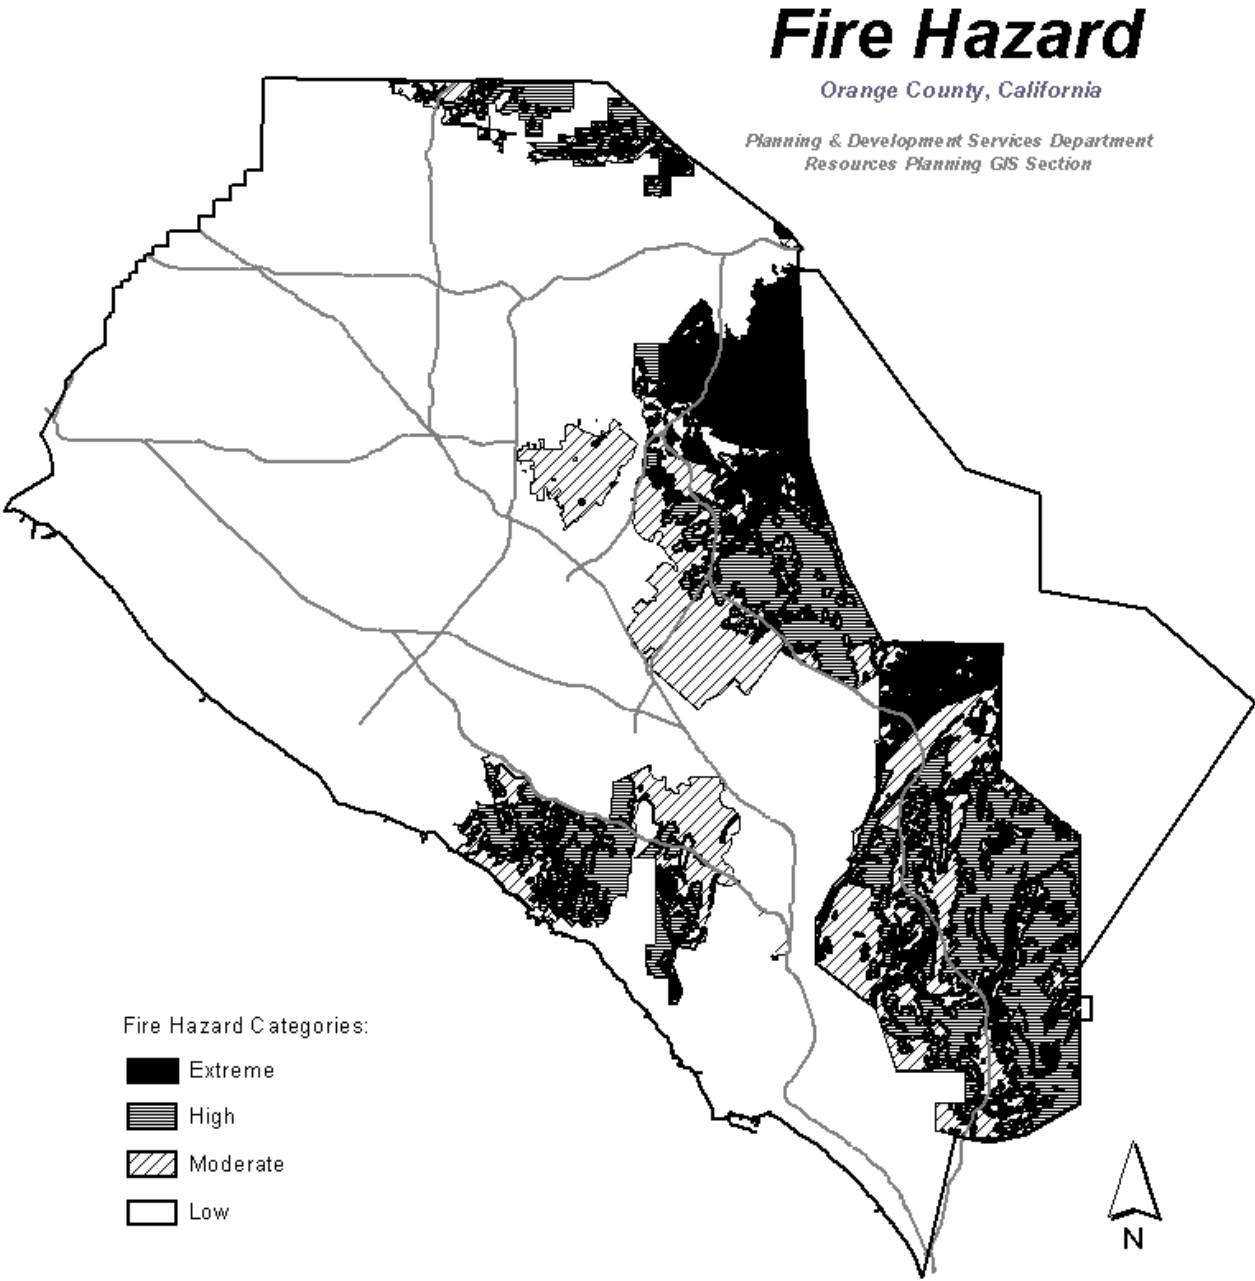 Fire Hazard
Orange County, California
Planning & Development Services Department
Resources Planning GIS Section
Fire Hazard Categories:
Extreme
High
Moderate
Low
N